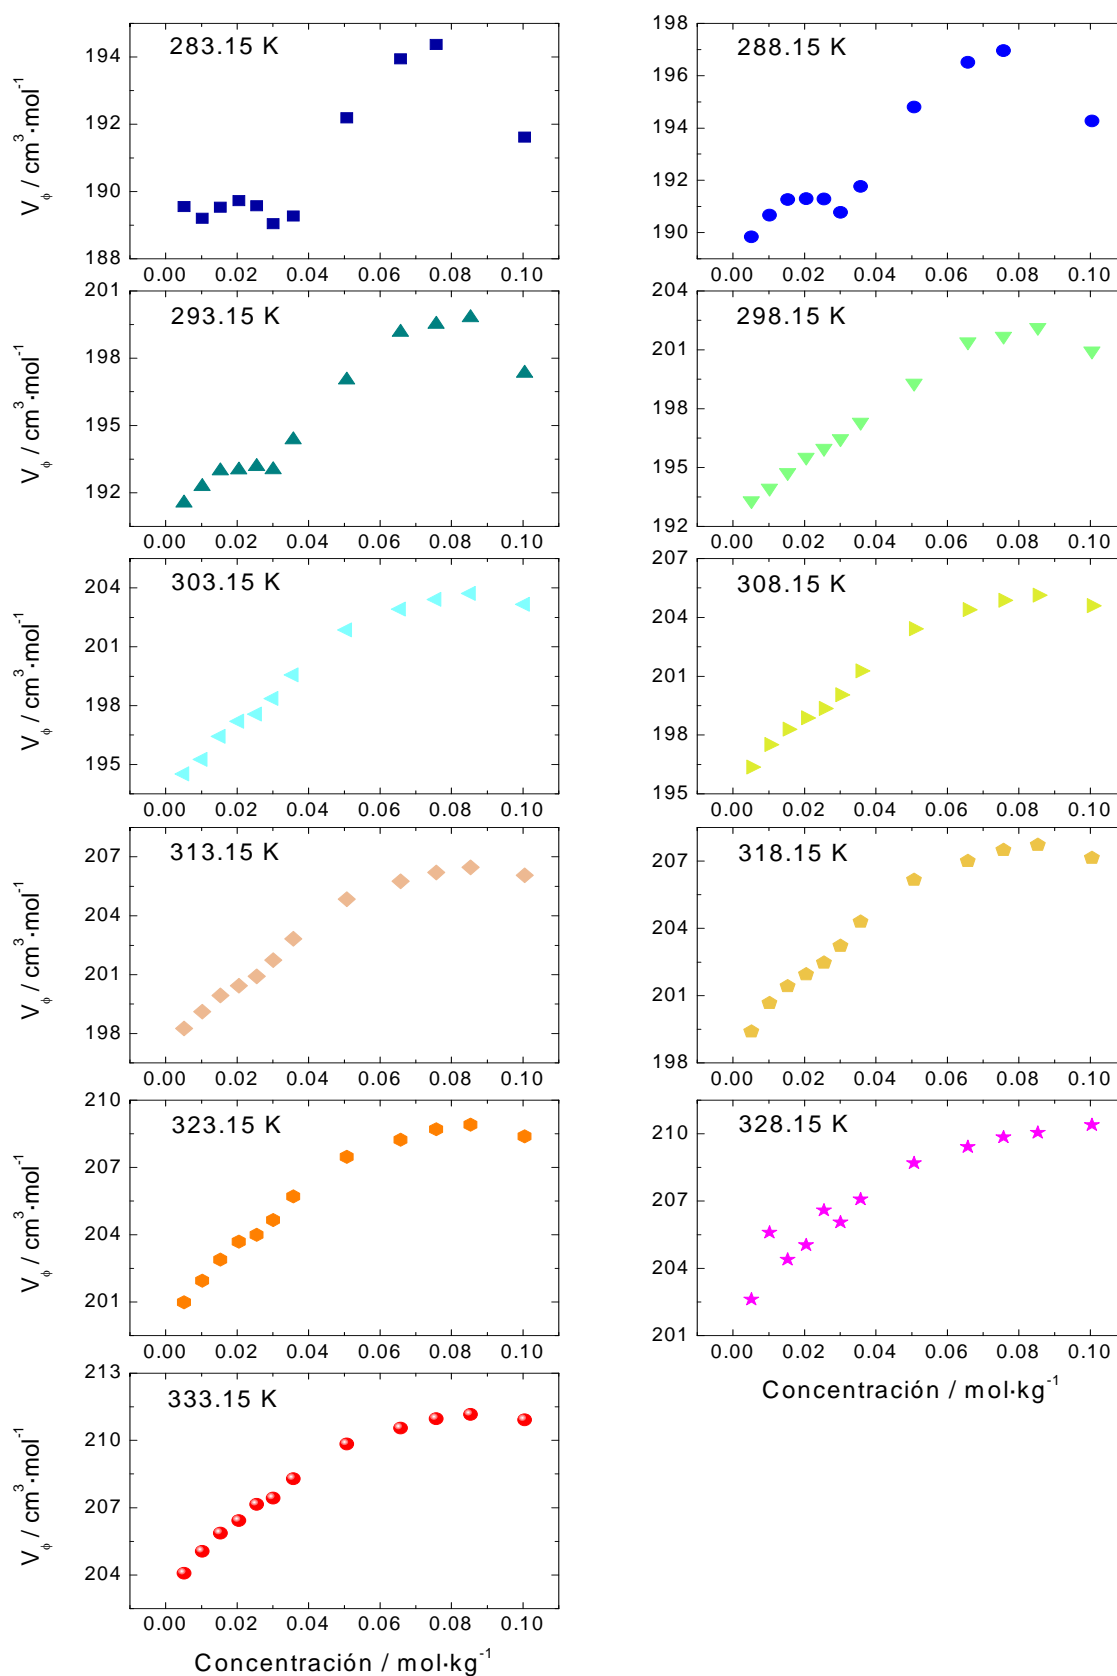 283.15 K
194
192
190
188
0.00 0.02 0.04 0.06 0.08 0.10
V_ϕ / cm³·mol⁻¹
288.15 K
198
196
194
192
190
0.00 0.02 0.04 0.06 0.08 0.10
293.15 K
201
198
195
192
0.00 0.02 0.04 0.06 0.08 0.10
V_ϕ / cm³·mol⁻¹
298.15 K
204
201
198
195
192
0.00 0.02 0.04 0.06 0.08 0.10
303.15 K
204
201
198
195
0.00 0.02 0.04 0.06 0.08 0.10
V_ϕ / cm³·mol⁻¹
308.15 K
207
204
201
198
195
0.00 0.02 0.04 0.06 0.08 0.10
313.15 K
207
204
201
198
0.00 0.02 0.04 0.06 0.08 0.10
V_ϕ / cm³·mol⁻¹
318.15 K
207
204
201
198
0.00 0.02 0.04 0.06 0.08 0.10
323.15 K
210
207
204
201
0.00 0.02 0.04 0.06 0.08 0.10
V_ϕ / cm³·mol⁻¹
328.15 K
210
207
204
201
0.00 0.02 0.04 0.06 0.08 0.10
Concentración / mol·kg⁻¹
333.15 K
213
210
207
204
0.00 0.02 0.04 0.06 0.08 0.10
V_ϕ / cm³·mol⁻¹
Concentración / mol·kg⁻¹